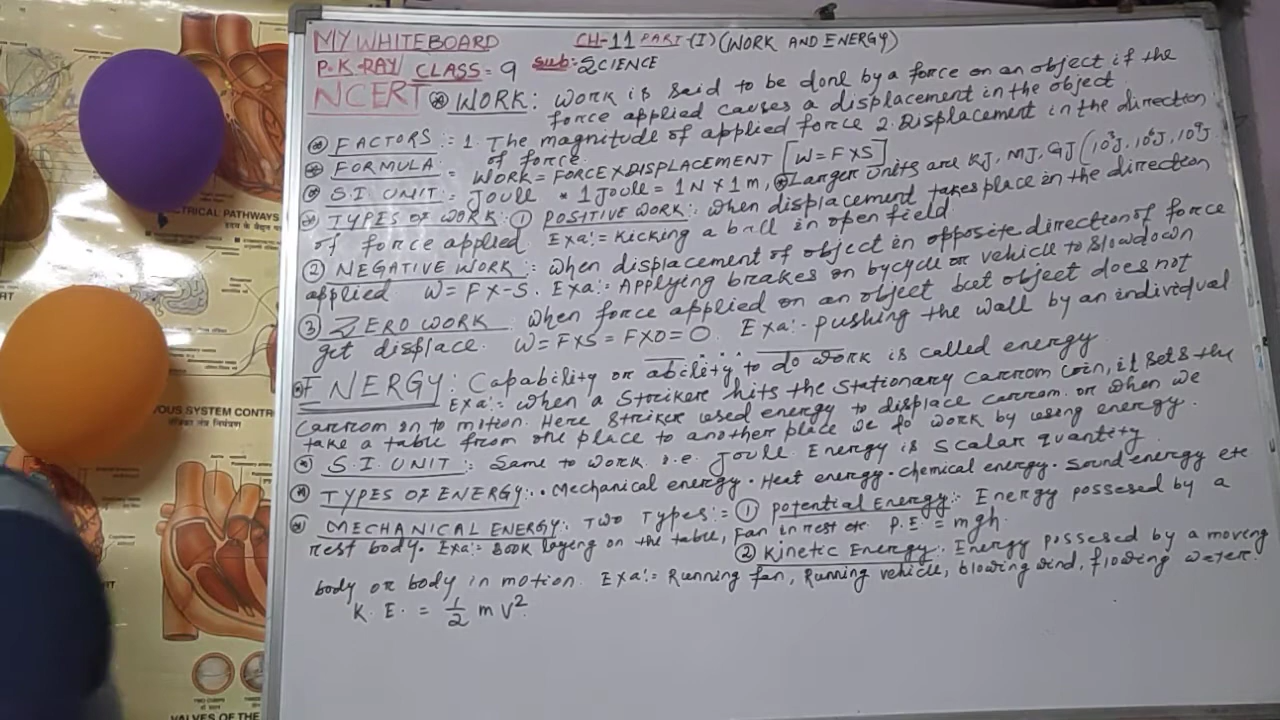 MY WHITEBOARD CH-11 PART-(I) (WORK AND ENERGY)
P.K.RAY CLASS = 9 Sub:- SCIENCE
NCERT WORK: Work is said to be done by a force on an object if the
force applied causes a displacement in the object
FACTORS := 1. The magnitude of applied force 2. Displacement in the direction
of force.
FORMULA = WORK = FORCE × DISPLACEMENT [W = F × S]
S.I. UNIT := Joule * 1 Joule = 1N × 1m, Larger units are KJ, MJ, GJ (10³J, 10⁶J, 10⁹J
TYPES OF WORK: ① POSITIVE WORK: When displacement takes place in the direction
of force applied. Exa:= Kicking a ball in open field.
② NEGATIVE WORK: When displacement of object in opposite direction of force
applied W = F × -S. Exa:= Applying brakes on bycycle or vehicle to slowdown
③ ZERO WORK: When force applied on an object but object does not
get displace. W = F×S = F×0 = 0. Exa:- pushing the wall by an individual
ENERGY: Capability or ability to do work is called energy.
Exa:- when a Strikere hits the Stationary Carrom Coin, it sets the
Carrom on to motion. Here Striker used energy to displace carrom. or when we
take a table from one place to another place we do work by using energy.
S.I. UNIT: Same to work. i.e. Joule. Energy is Scalar quantity.
TYPES OF ENERGY: • Mechanical energy • Heat energy • Chemical energy • Sound energy etc
MECHANICAL ENERGY: TWO Types:= ① Potential Energy: Energy possesed by a
rest body. Exa:= Book laying on the table, Fan in rest etc. P.E. = mgh.
② Kinetic Energy: Energy possesed by a moving
body or body in motion. Exa:= Running fan, Running vehicle, blowing wind, flowing water.
K.E. = 1/2 mv².
ELECTRICAL PATHWAYS
VOUS SYSTEM CONTR
तंत्रिका तंत्र नियंत्रण
VALVES OF THE